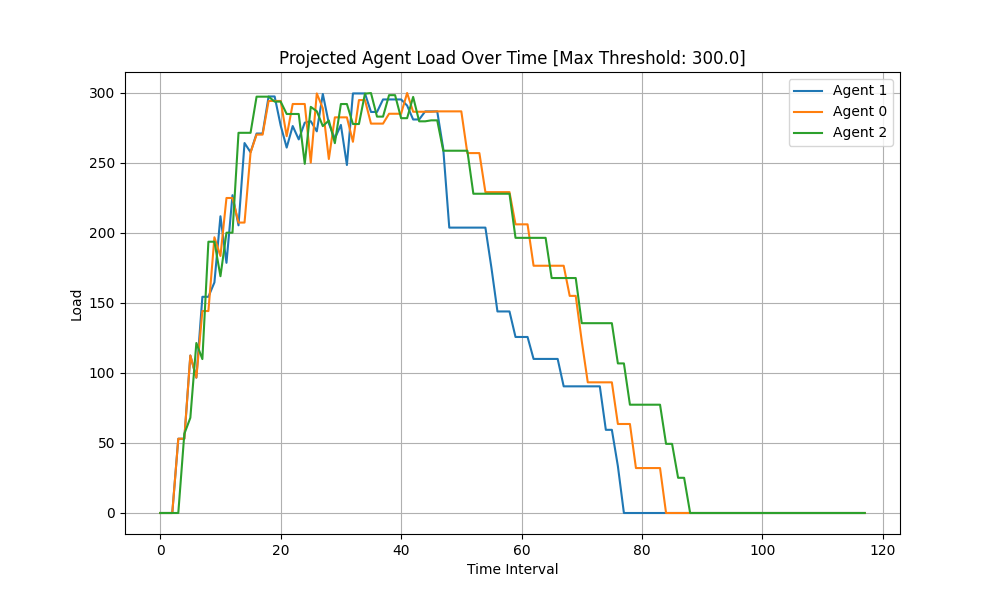 Projected Agent Load Over Time [Max Threshold: 300.0]
Agent 1
Agent 0
Agent 2
Load
300
250
200
150
100
50
0
0 20 40 60 80 100 120
Time Interval